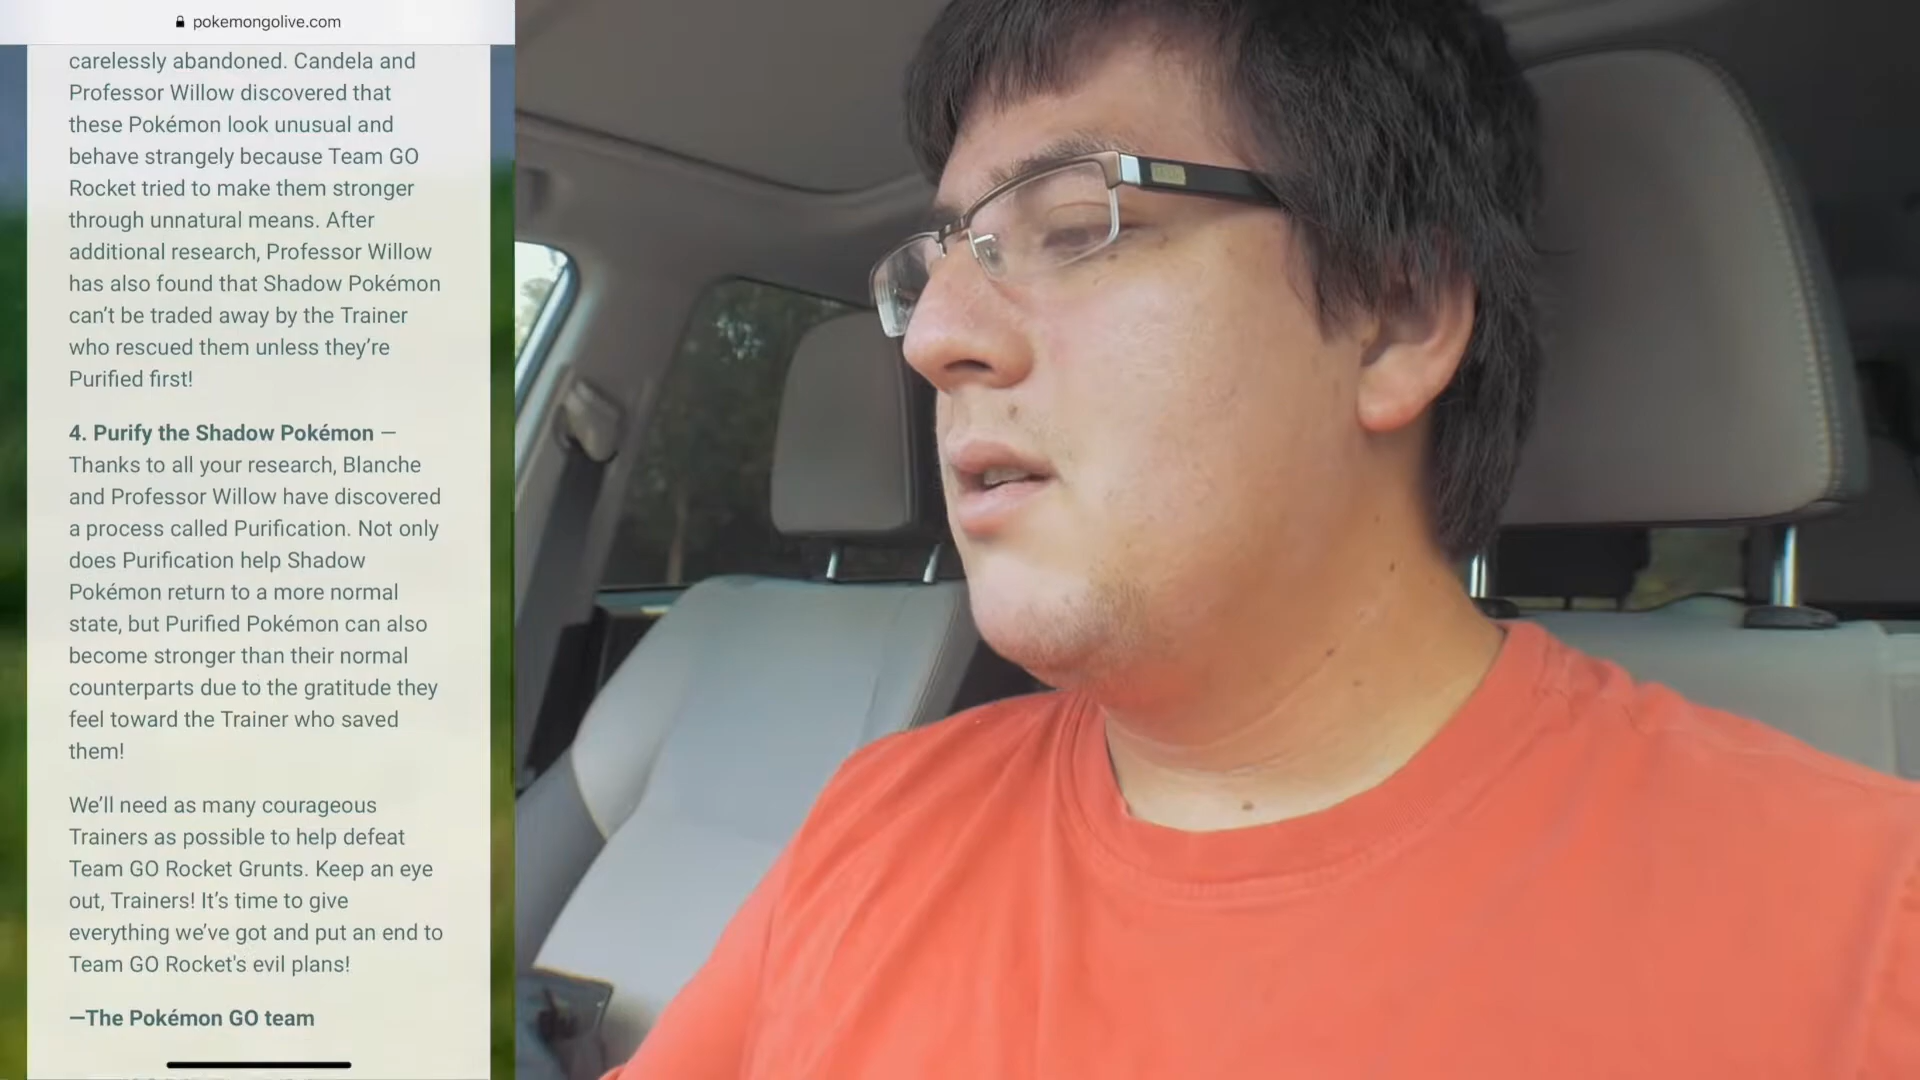 pokemongolive.com
carelessly abandoned. Candela and
Professor Willow discovered that
these Pokémon look unusual and
behave strangely because Team GO
Rocket tried to make them stronger
through unnatural means. After
additional research, Professor Willow
has also found that Shadow Pokémon
can’t be traded away by the Trainer
who rescued them unless they’re
Purified first!
4. Purify the Shadow Pokémon —
Thanks to all your research, Blanche
and Professor Willow have discovered
a process called Purification. Not only
does Purification help Shadow
Pokémon return to a more normal
state, but Purified Pokémon can also
become stronger than their normal
counterparts due to the gratitude they
feel toward the Trainer who saved
them!
We’ll need as many courageous
Trainers as possible to help defeat
Team GO Rocket Grunts. Keep an eye
out, Trainers! It’s time to give
everything we’ve got and put an end to
Team GO Rocket's evil plans!
—The Pokémon GO team